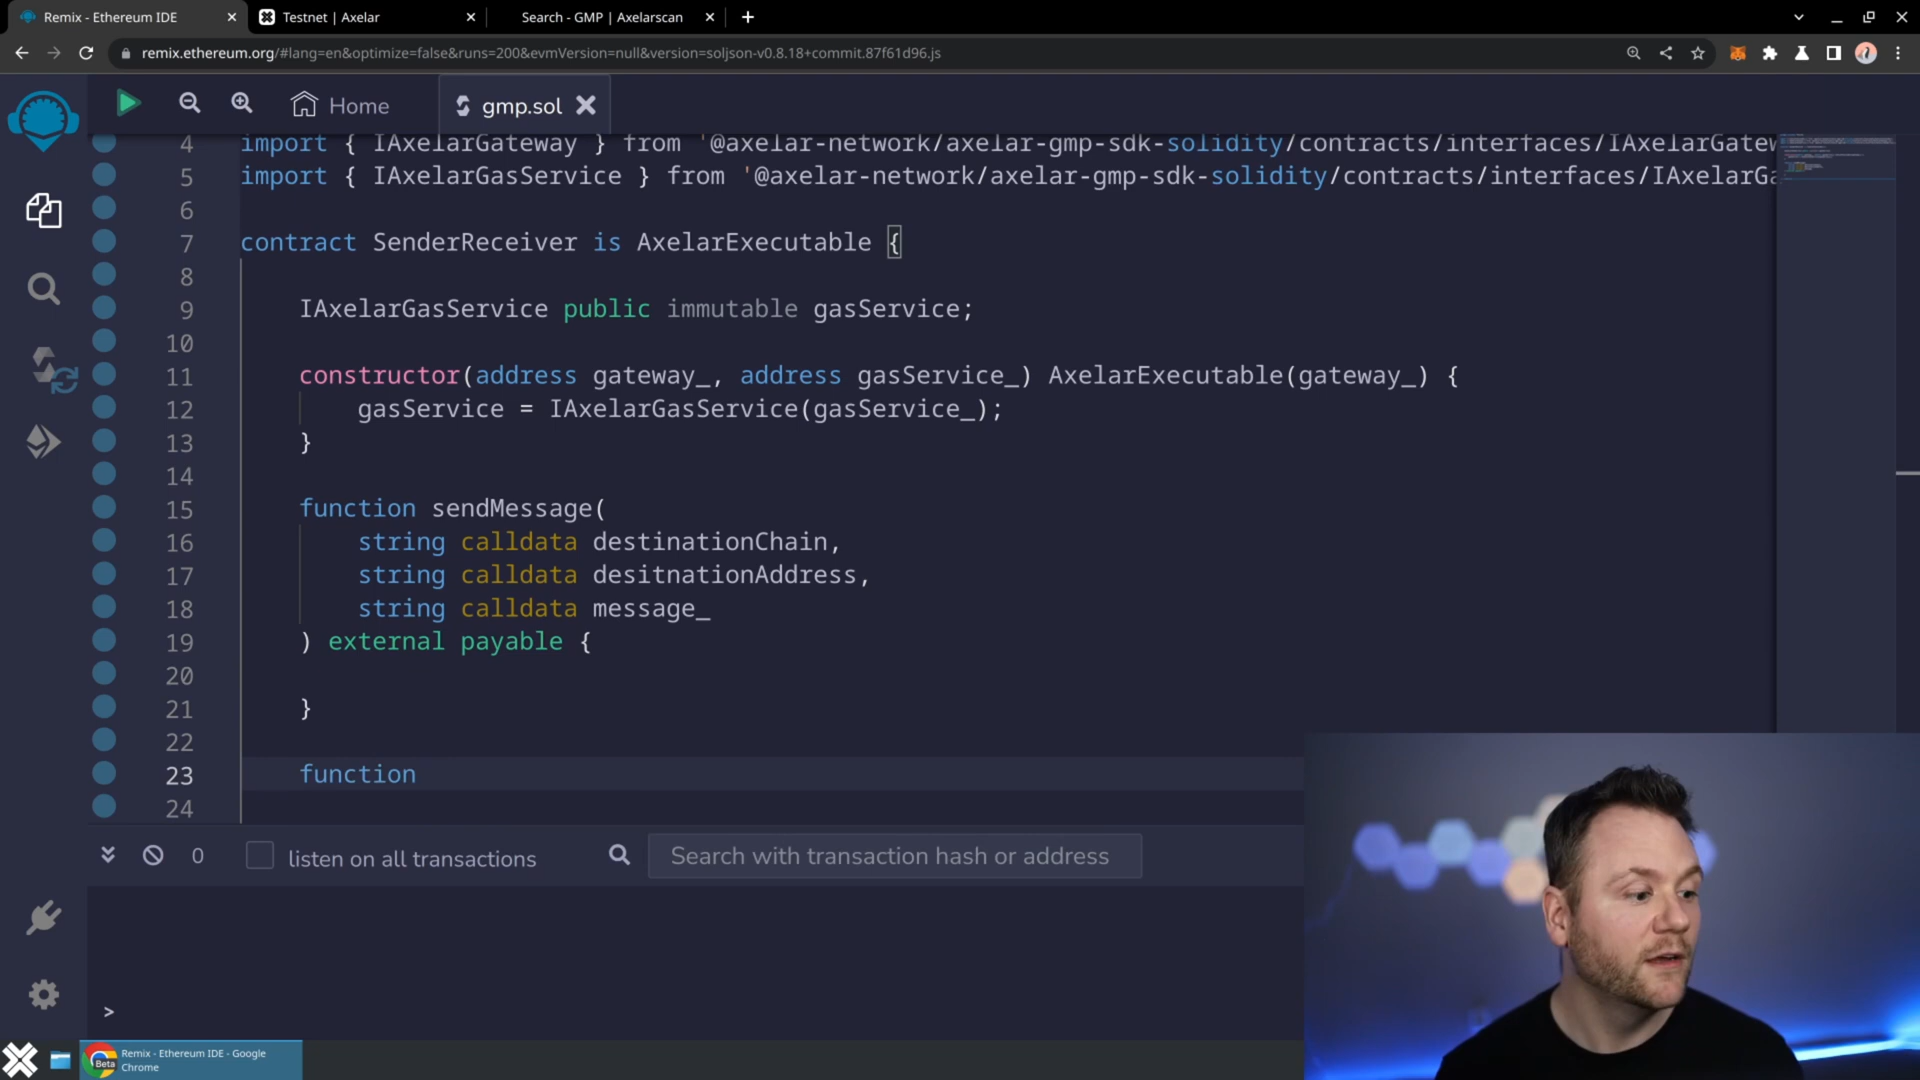 Remix - Ethereum IDE
Testnet | Axelar
Search - GMP | Axelarscan
remix.ethereum.org/#lang=en&optimize=false&runs=200&evmVersion=null&version=soljson-v0.8.18+commit.87f61d96.js
Home
gmp.sol
4 import { IAxelarGateway } from '@axelar-network/axelar-gmp-sdk-solidity/contracts/interfaces/IAxelarGatew
5 import { IAxelarGasService } from '@axelar-network/axelar-gmp-sdk-solidity/contracts/interfaces/IAxelarGa
6
7 contract SenderReceiver is AxelarExecutable {
8
9 IAxelarGasService public immutable gasService;
10
11 constructor(address gateway_, address gasService_) AxelarExecutable(gateway_) {
12 gasService = IAxelarGasService(gasService_);
13 }
14
15 function sendMessage(
16 string calldata destinationChain,
17 string calldata desitnationAddress,
18 string calldata message_
19 ) external payable {
20
21 }
22
23 function
24
0 listen on all transactions Search with transaction hash or address
>
Beta
Remix - Ethereum IDE - Google
Chrome